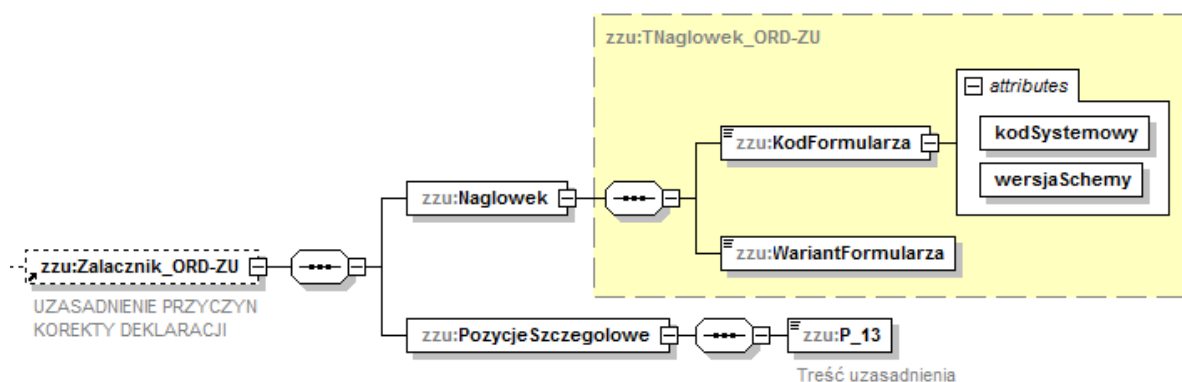 zzu:TNaglowek_ORD-ZU
attributes
kodSystemowy
zzu:KodFormularza
wersjaSchemy
zzu:Naglowek
zzu:WariantFormularza
zzu:Zalacznik_ORD-ZU
UZASADNIENIE PRZYCZYN
KOREKTY DEKLARACJI
zzu:PozycjeSzczegolowe
zzu:P_13
Treść uzasadnienia